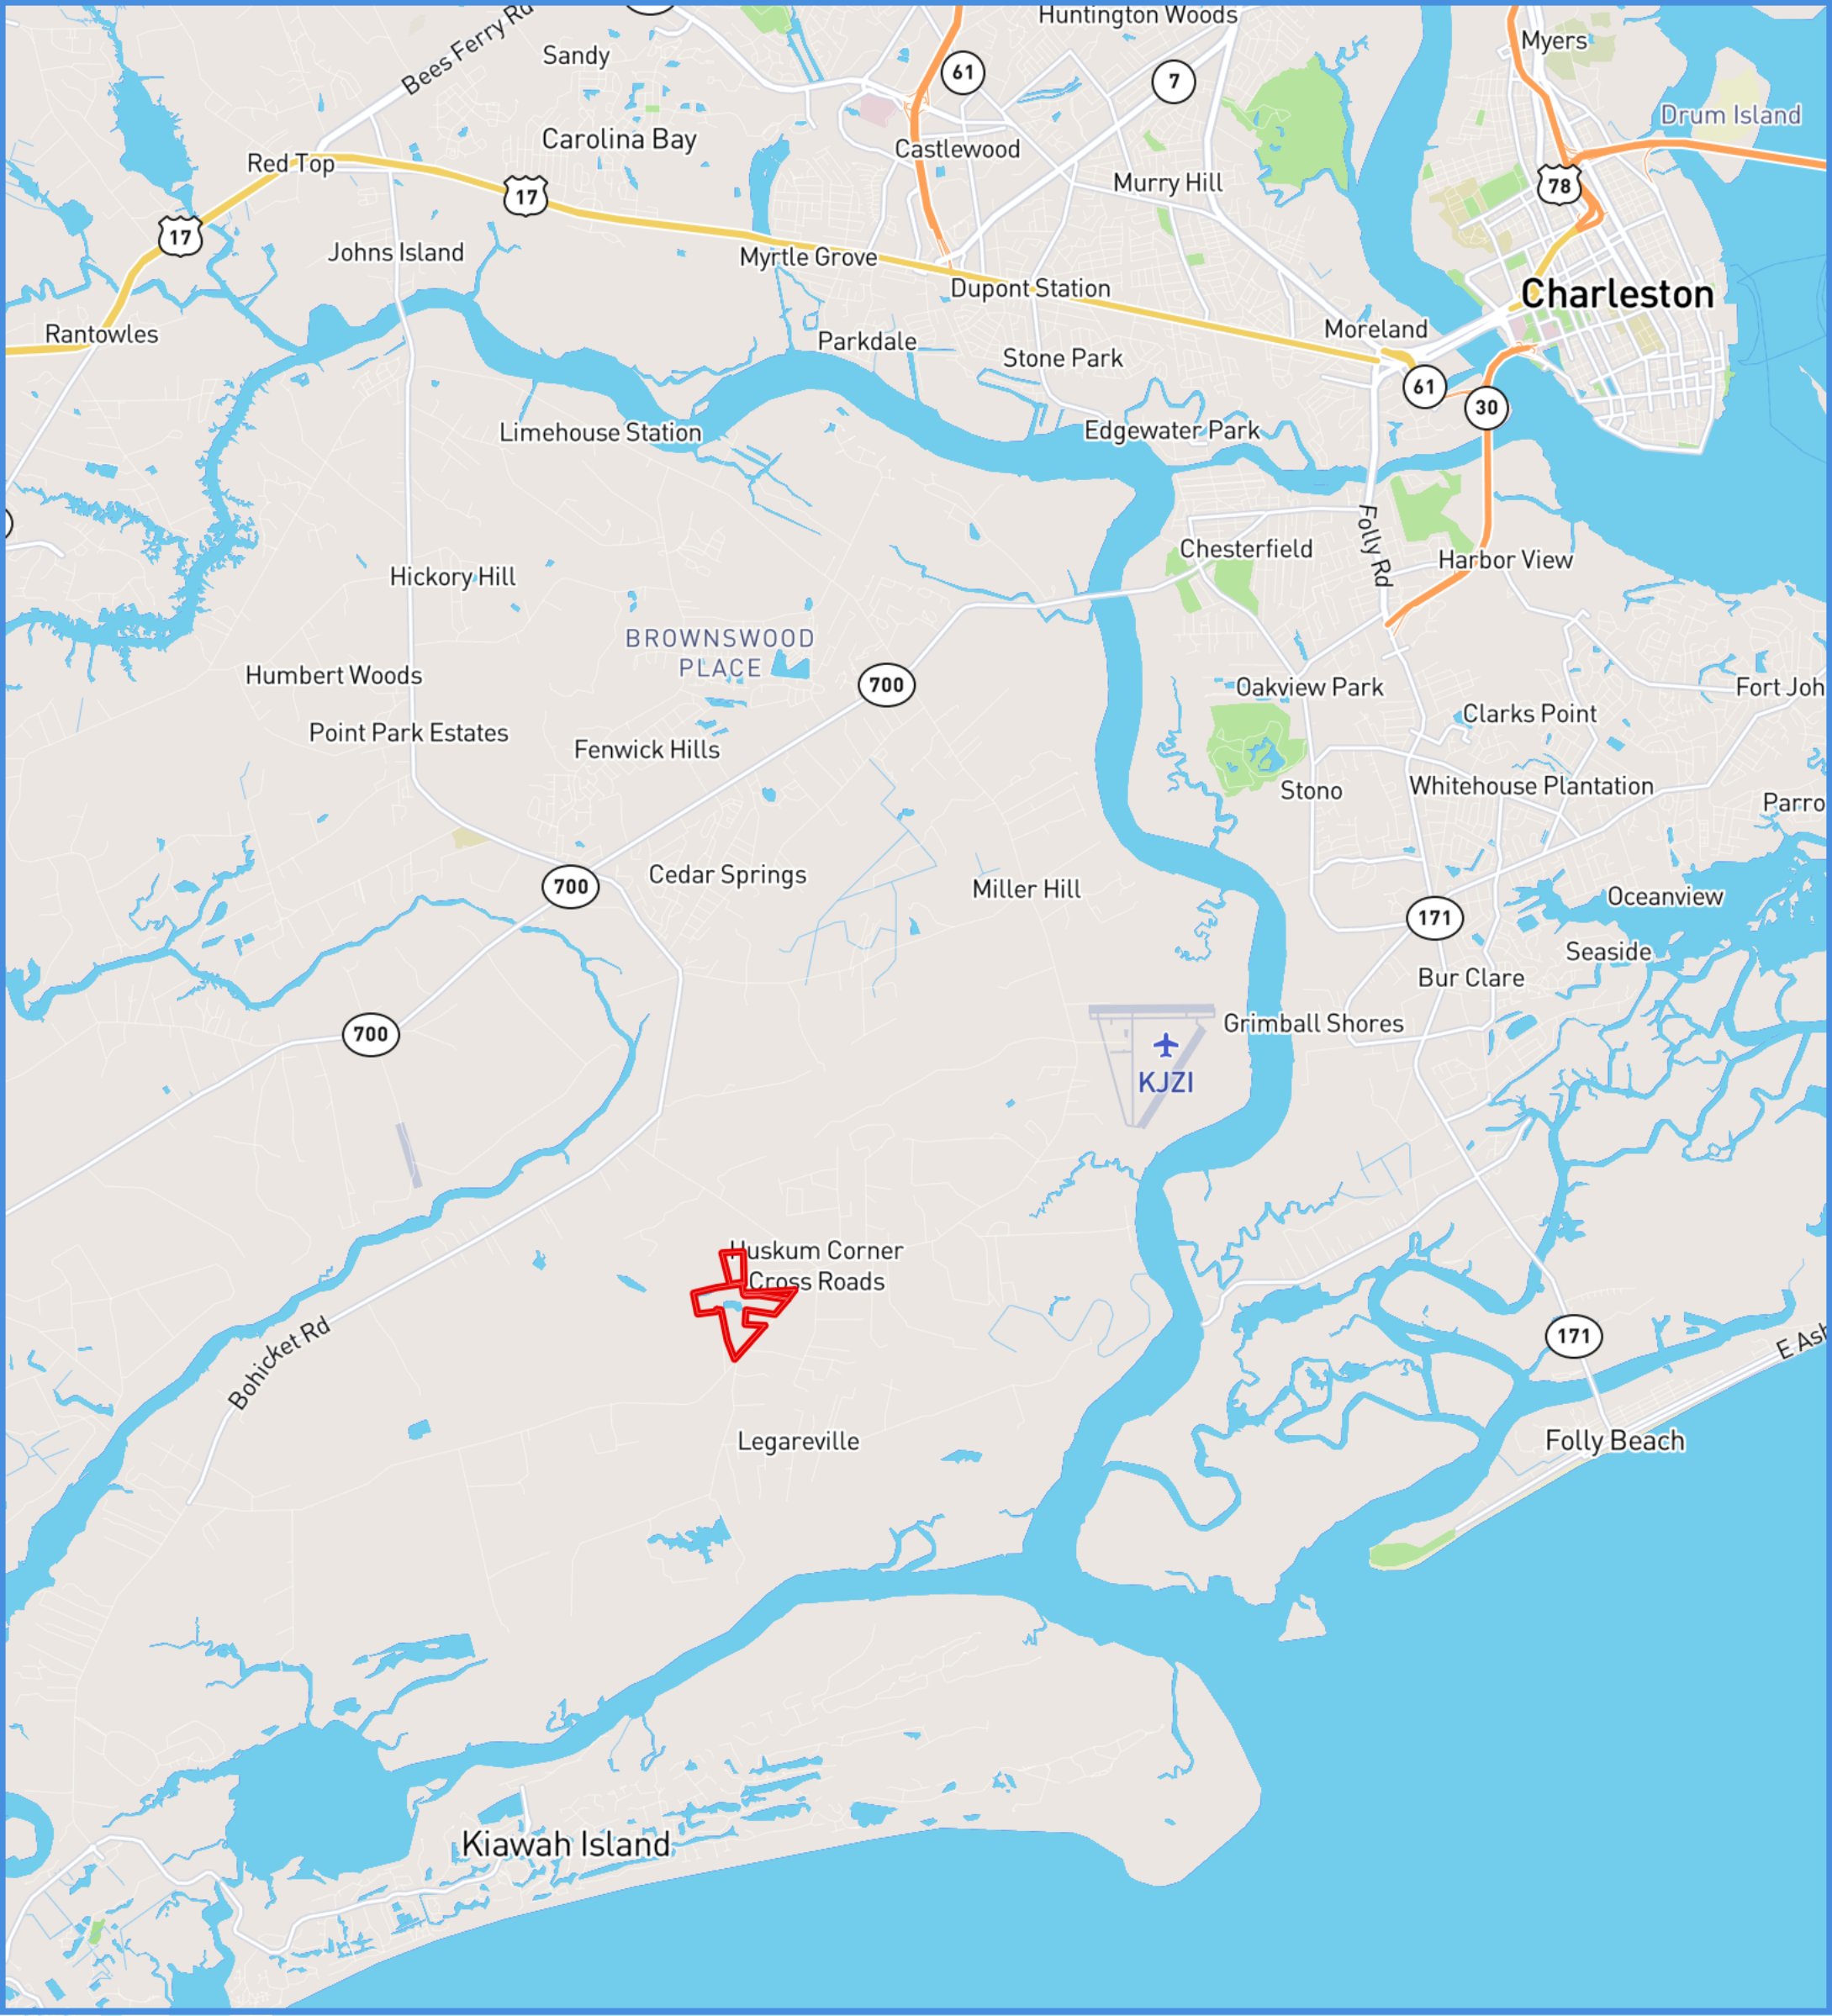 Huntington Woods
Myers
Bees Ferry Rd
Sandy
61
7
Drum Island
Carolina Bay
Castlewood
Red Top
Murry Hill
78
17
17
Johns Island
Myrtle Grove
Dupont Station
Charleston
Rantowles
Moreland
Parkdale
Stone Park
61
30
Limehouse Station
Edgewater Park
Folly Rd
Chesterfield
Harbor View
Hickory Hill
BROWNSWOOD
PLACE
Humbert Woods
700
Oakview Park
Fort Joh
Clarks Point
Point Park Estates
Fenwick Hills
Stono
Whitehouse Plantation
Parro
Cedar Springs
700
Miller Hill
Oceanview
171
Seaside
Bur Clare
Grimball Shores
700
KJZI
Huskum Corner
Cross Roads
171
E Ash
Bohicket Rd
Legareville
Folly Beach
Kiawah Island